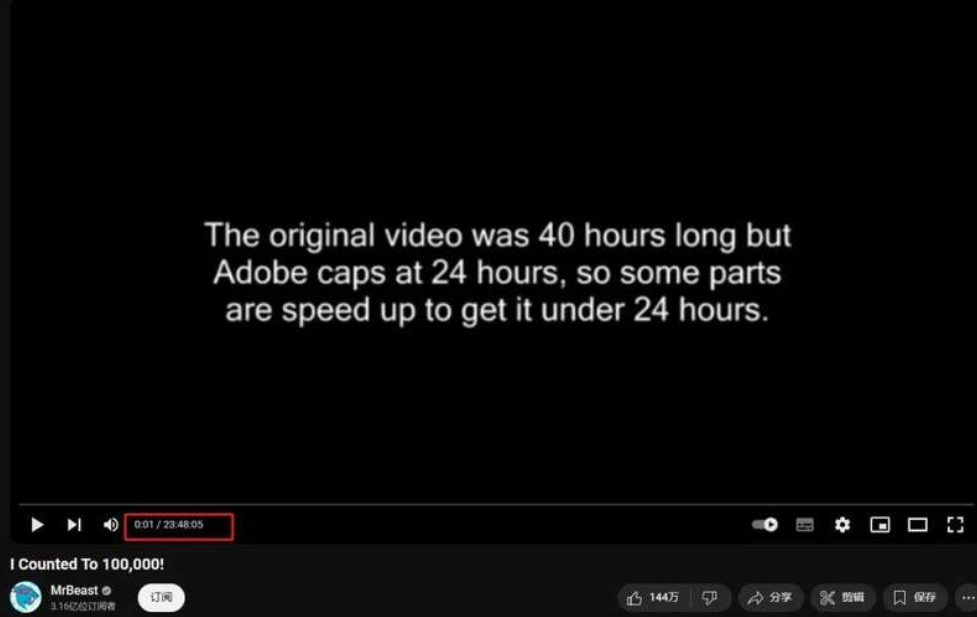 The original video was 40 hours long but
Adobe caps at 24 hours, so some parts
are speed up to get it under 24 hours.
0:01 / 23:48:05
I Counted To 100,000!
MrBeast
3.16亿位订阅者
订阅
144万
分享
剪辑
保存